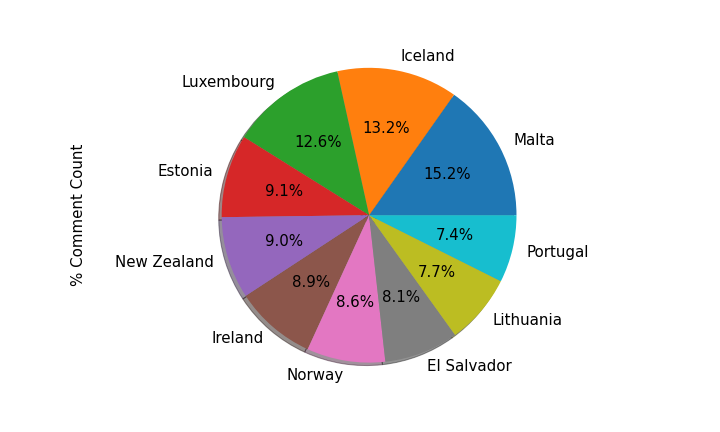 Iceland
Luxembourg
13.2%
Malta
12.6%
15.2%
Estonia
9.1%
% Comment Count
9.0%
7.4%
Portugal
New Zealand
7.7%
8.9%
8.6%
8.1%
Lithuania
Ireland
El Salvador
Norway